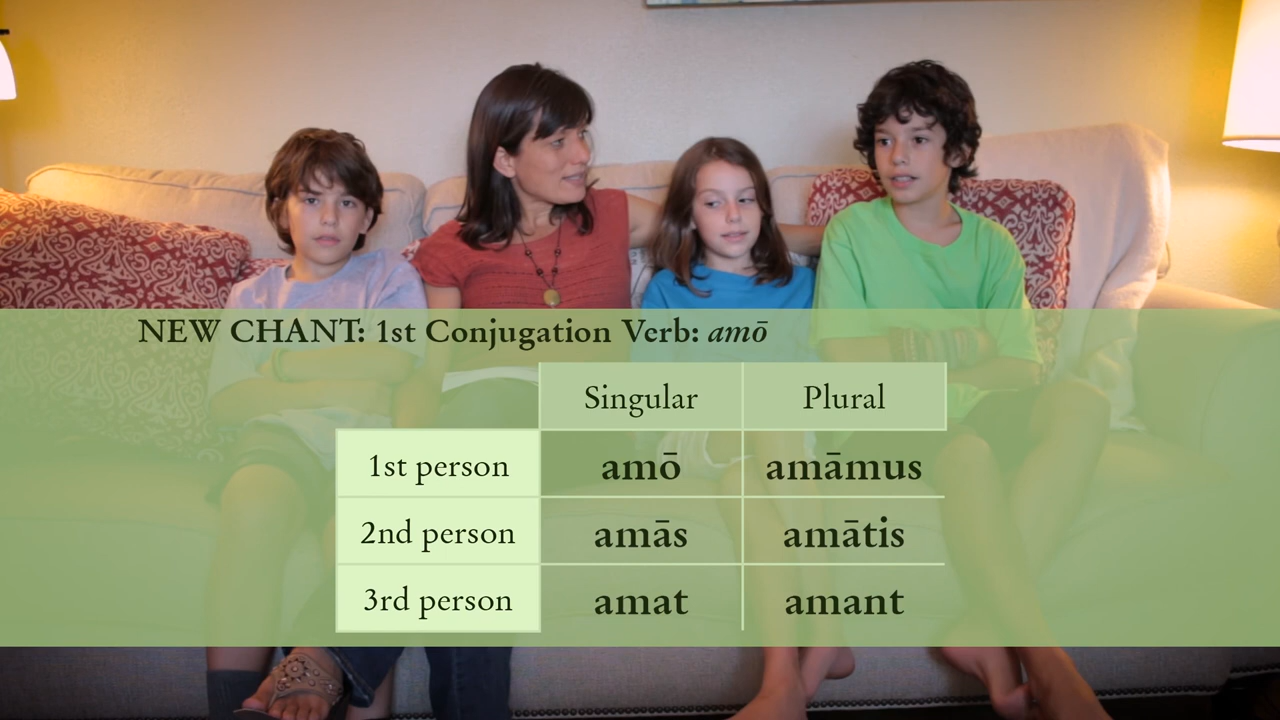 NEW CHANT: 1st Conjugation Verb: amō
Singular Plural
1st person amō amāmus
2nd person amās amātis
3rd person amat amant